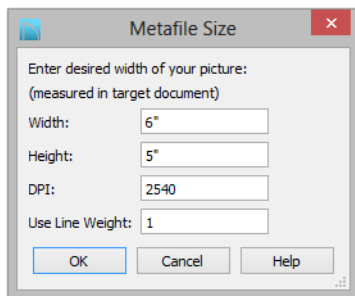 Metafile Size
Enter desired width of your picture:
(measured in target document)
Width: 6"
Height: 5"
DPI: 2540
Use Line Weight: 1
OK Cancel Help